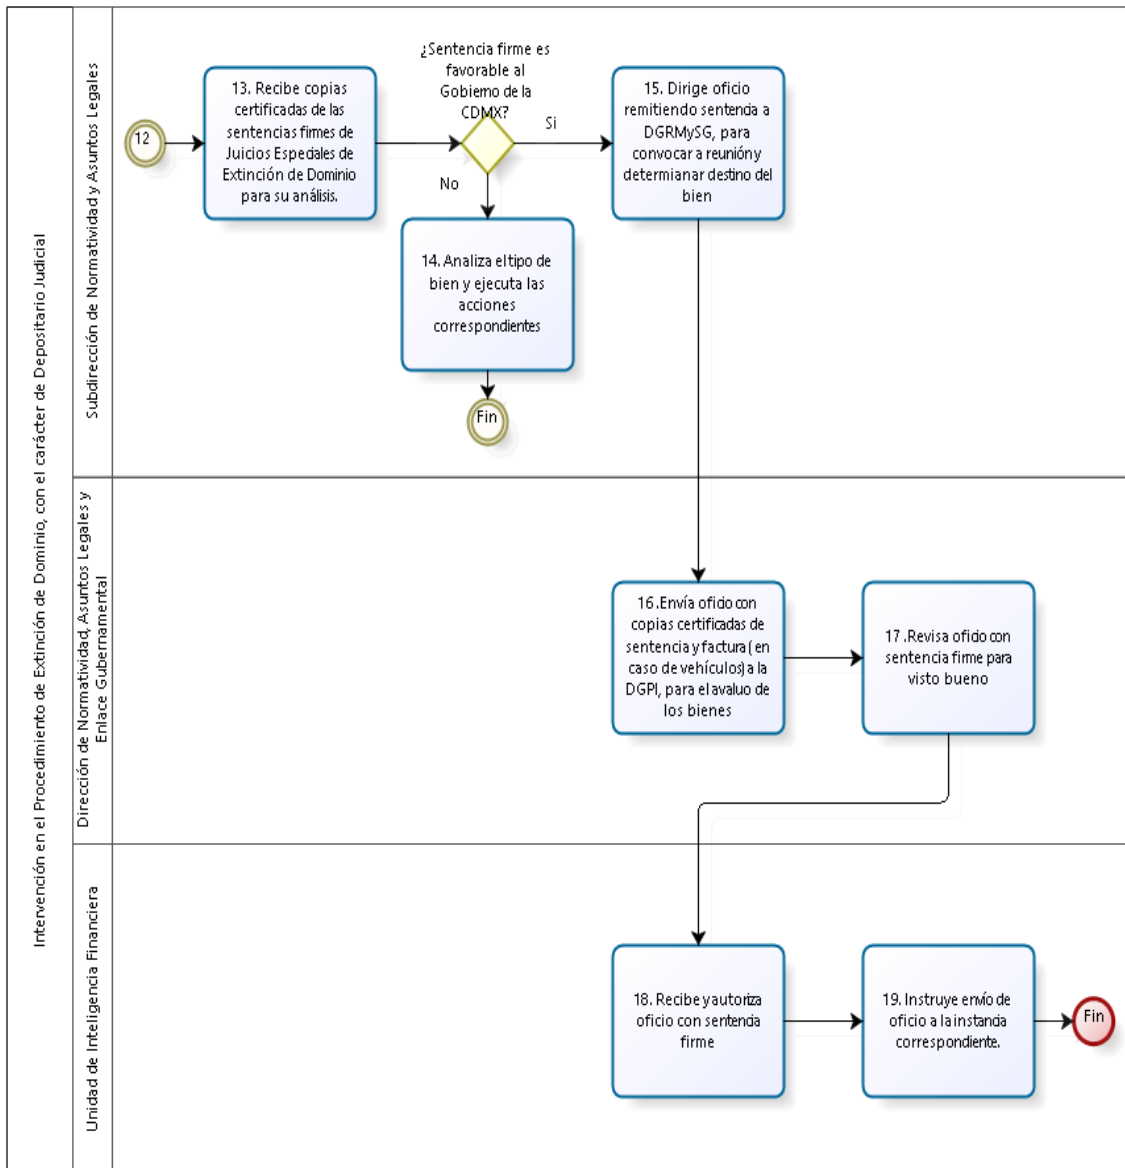 Intervención en el Procedimiento de Extinción de Dominio, con el carácter de Depositario Judicial
Subdirección de Normatividad y Asuntos Legales
12
13. Recibe copias
certificadas de las
sentencias firmes de
Juicios Especiales de
Extinción de Dominio
para su análisis.
¿Sentencia firme es
favorable al
Gobierno de la
CDMX?
Si
No
15. Dirige oficio
remitiendo sentencia a
DGRMySG, para
convocar a reunión y
determianar destino del
bien
14. Analiza el tipo de
bien y ejecuta las
acciones
correspondientes
Fin
Dirección de Normatividad, Asuntos Legales y
Enlace Gubernamental
16.Envía oficio con
copias certificadas de
sentencia y factura ( en
caso de vehículos) a la
DGPI, para el avaluo de
los bienes
17 .Revisa oficio con
sentencia firme para
visto bueno
Unidad de Inteligencia Financiera
18. Recibe y autoriza
oficio con sentencia
firme
19. Instruye envío de
oficio a la instancia
correspondiente.
Fin